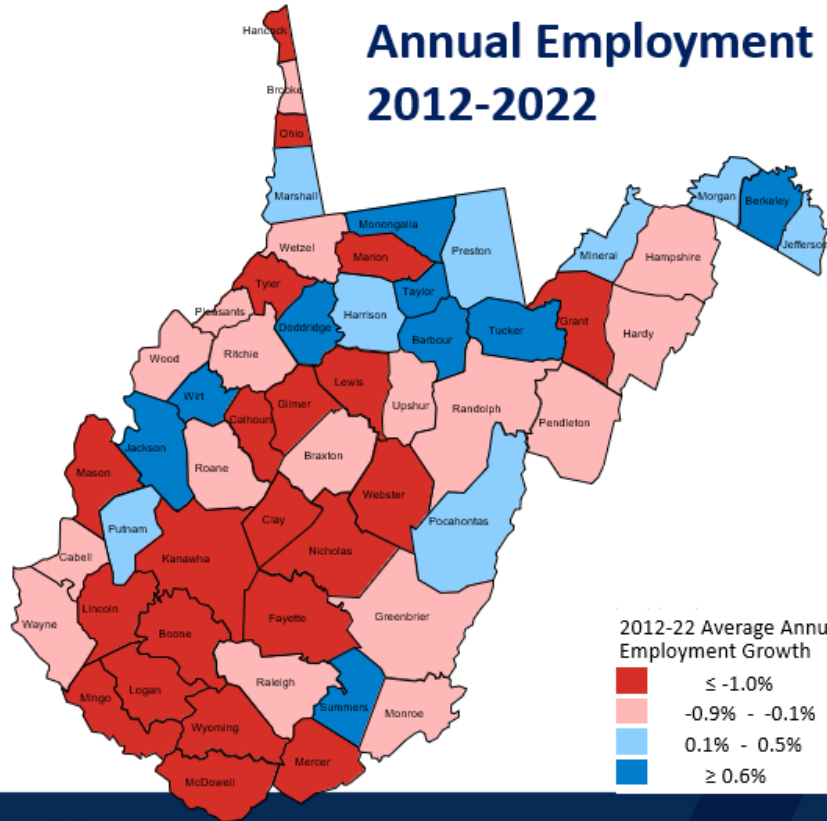 Annual Employment
2012-2022
Hancock
Brooke
Ohio
Marshall
Morgan
Berkeley
Jefferson
Monongalia
Preston
Wetzel
Marion
Mineral
Hampshire
Tyler
Taylor
Pleasants
Doddridge
Harrison
Barbour
Tucker
Grant
Hardy
Wood
Ritchie
Wirt
Lewis
Gilmer
Upshur
Randolph
Calhoun
Pendleton
Jackson
Roane
Braxton
Mason
Webster
Putnam
Clay
Pocahontas
Cabell
Kanawha
Nicholas
Wayne
Lincoln
Boone
Fayette
Greenbrier
Mingo
Logan
Raleigh
Summers
Monroe
Wyoming
McDowell
Mercer
2012-22 Average Annu
Employment Growth
≤ -1.0%
-0.9% - -0.1%
0.1% - 0.5%
≥ 0.6%